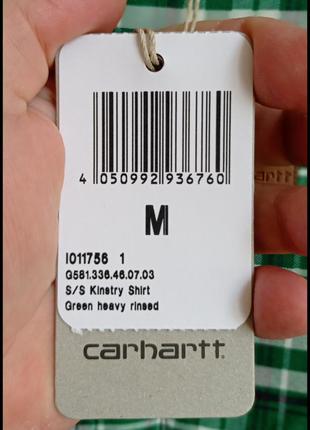 4 050992 936760
M
I011756 1
G581.336.46.07.03
S/S Kinstry Shirt
Green heavy rinsed
carhartt